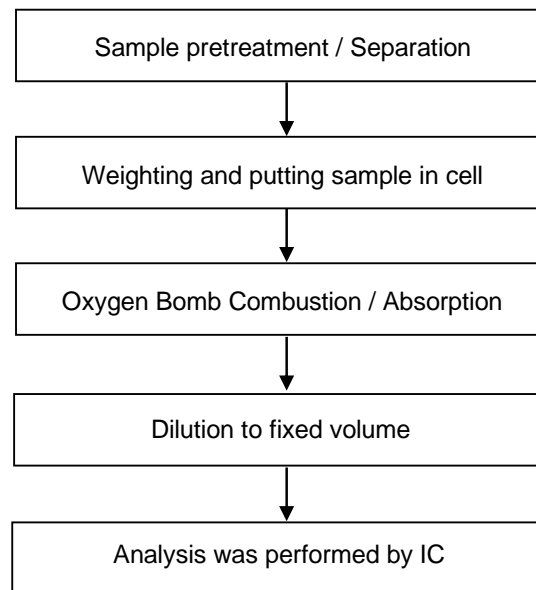 Sample pretreatment / Separation
Weighting and putting sample in cell
Oxygen Bomb Combustion / Absorption
Dilution to fixed volume
Analysis was performed by IC